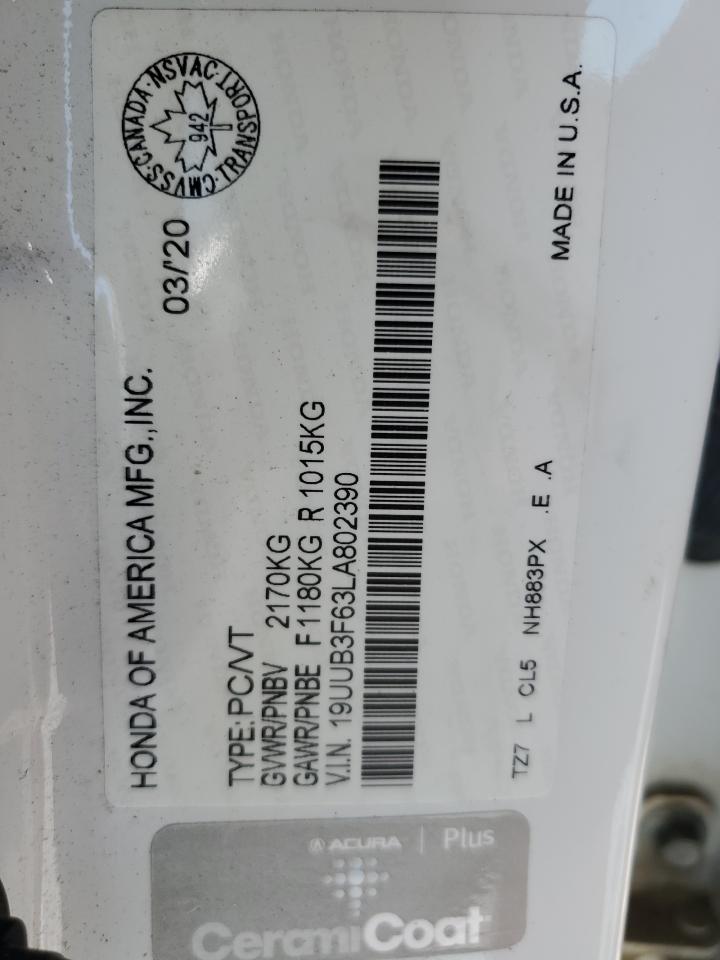 HONDA OF AMERICA MFG.,INC. 03/'20
CMVSS·CANADA·NSVAC·TRANSPORT·
942
TYPE: PC/VT
GVWR/PNBV 2170KG
GAWR/PNBE F 1180KG R 1015KG
V.I.N. 19UUB3F63LA802390
TZ7 L CL5 NH883PX .E .A MADE IN U.S.A.
ACURA | Plus
CeramiCoat